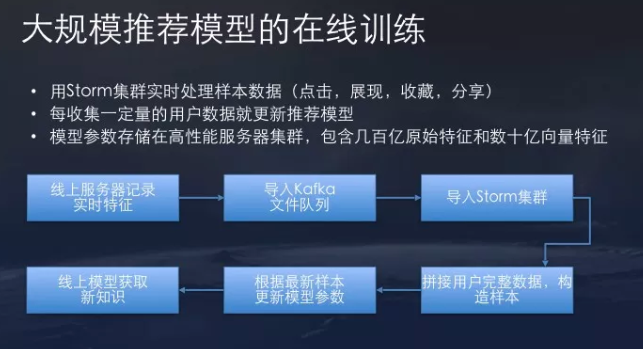 大规模推荐模型的在线训练
• 用Storm集群实时处理样本数据（点击，展现，收藏，分享）
• 每收集一定量的用户数据就更新推荐模型
• 模型参数存储在高性能服务器集群，包含几百亿原始特征和数十亿向量特征
线上服务器记录
实时特征
导入Kafka
文件队列
导入Storm集群
拼接用户完整数据，构
造样本
根据最新样本
更新模型参数
线上模型获取
新知识